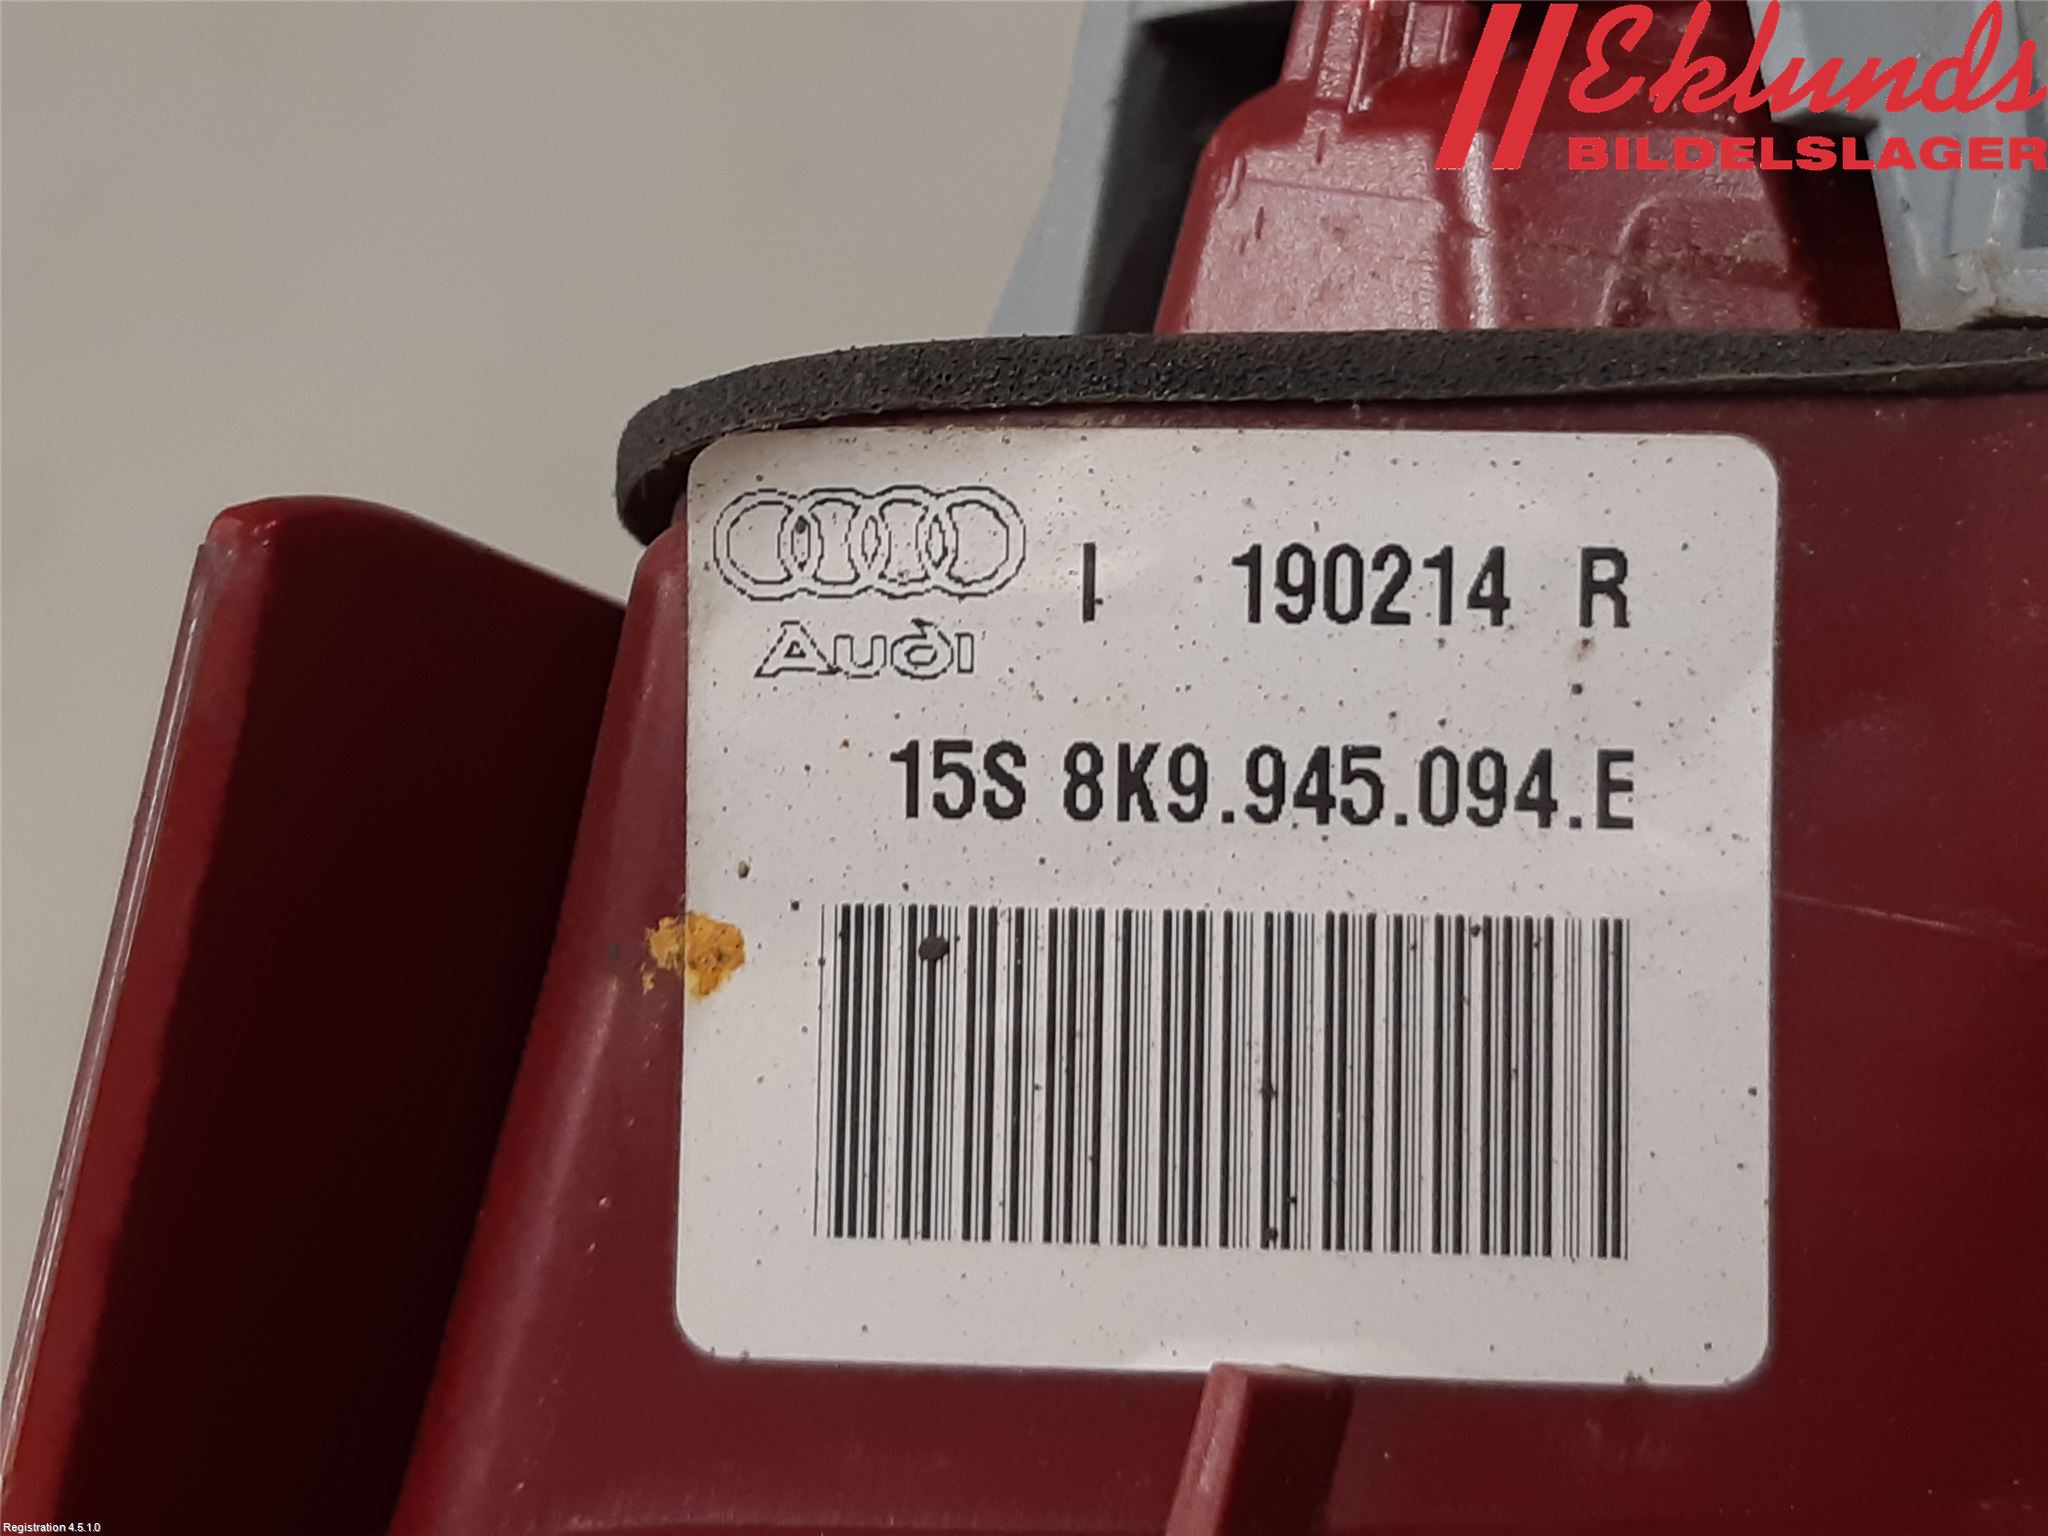 Eklunds
BILDELSLAGER
I 190214 R
Audi
15S 8K9.945.094.E
Registration 4.5.1.0